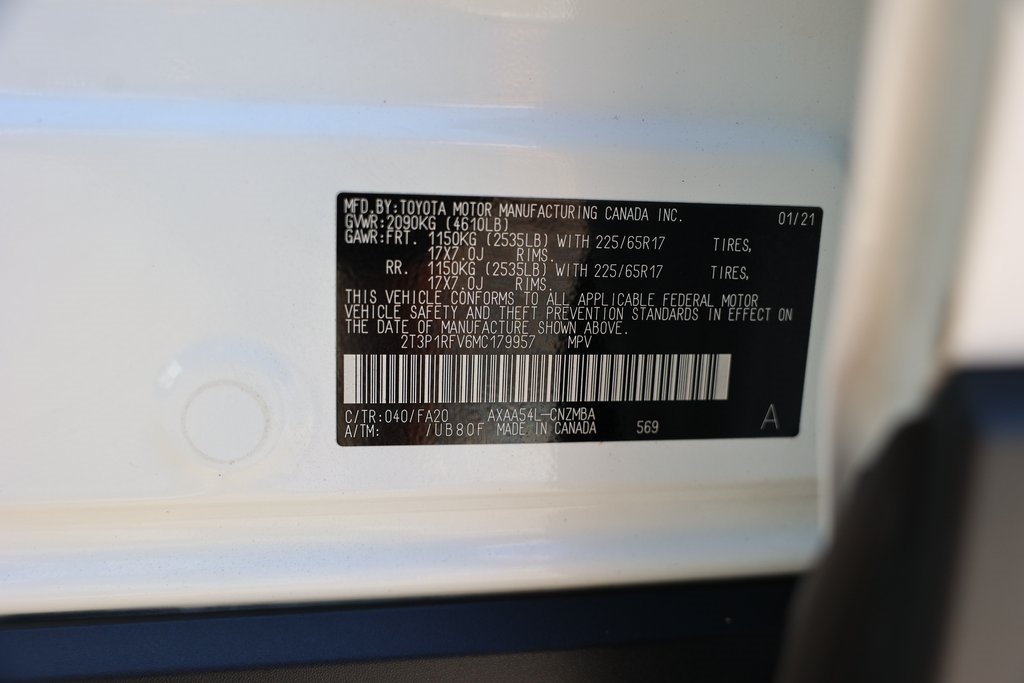 MFD.BY:TOYOTA MOTOR MANUFACTURING CANADA INC. 01/21
GVWR:2090KG (4610LB)
GAWR:FRT. 1150KG (2535LB) WITH 225/65R17 TIRES,
17X7.0J RIMS.
RR. 1150KG (2535LB) WITH 225/65R17 TIRES,
17X7.0J RIMS.
THIS VEHICLE CONFORMS TO ALL APPLICABLE FEDERAL MOTOR
VEHICLE SAFETY AND THEFT PREVENTION STANDARDS IN EFFECT ON
THE DATE OF MANUFACTURE SHOWN ABOVE.
2T3P1RFV6MC179957 MPV
C/TR:040/FA20 AXAA54L-CNZMBA
A/TM: /UB80F MADE IN CANADA 569 A